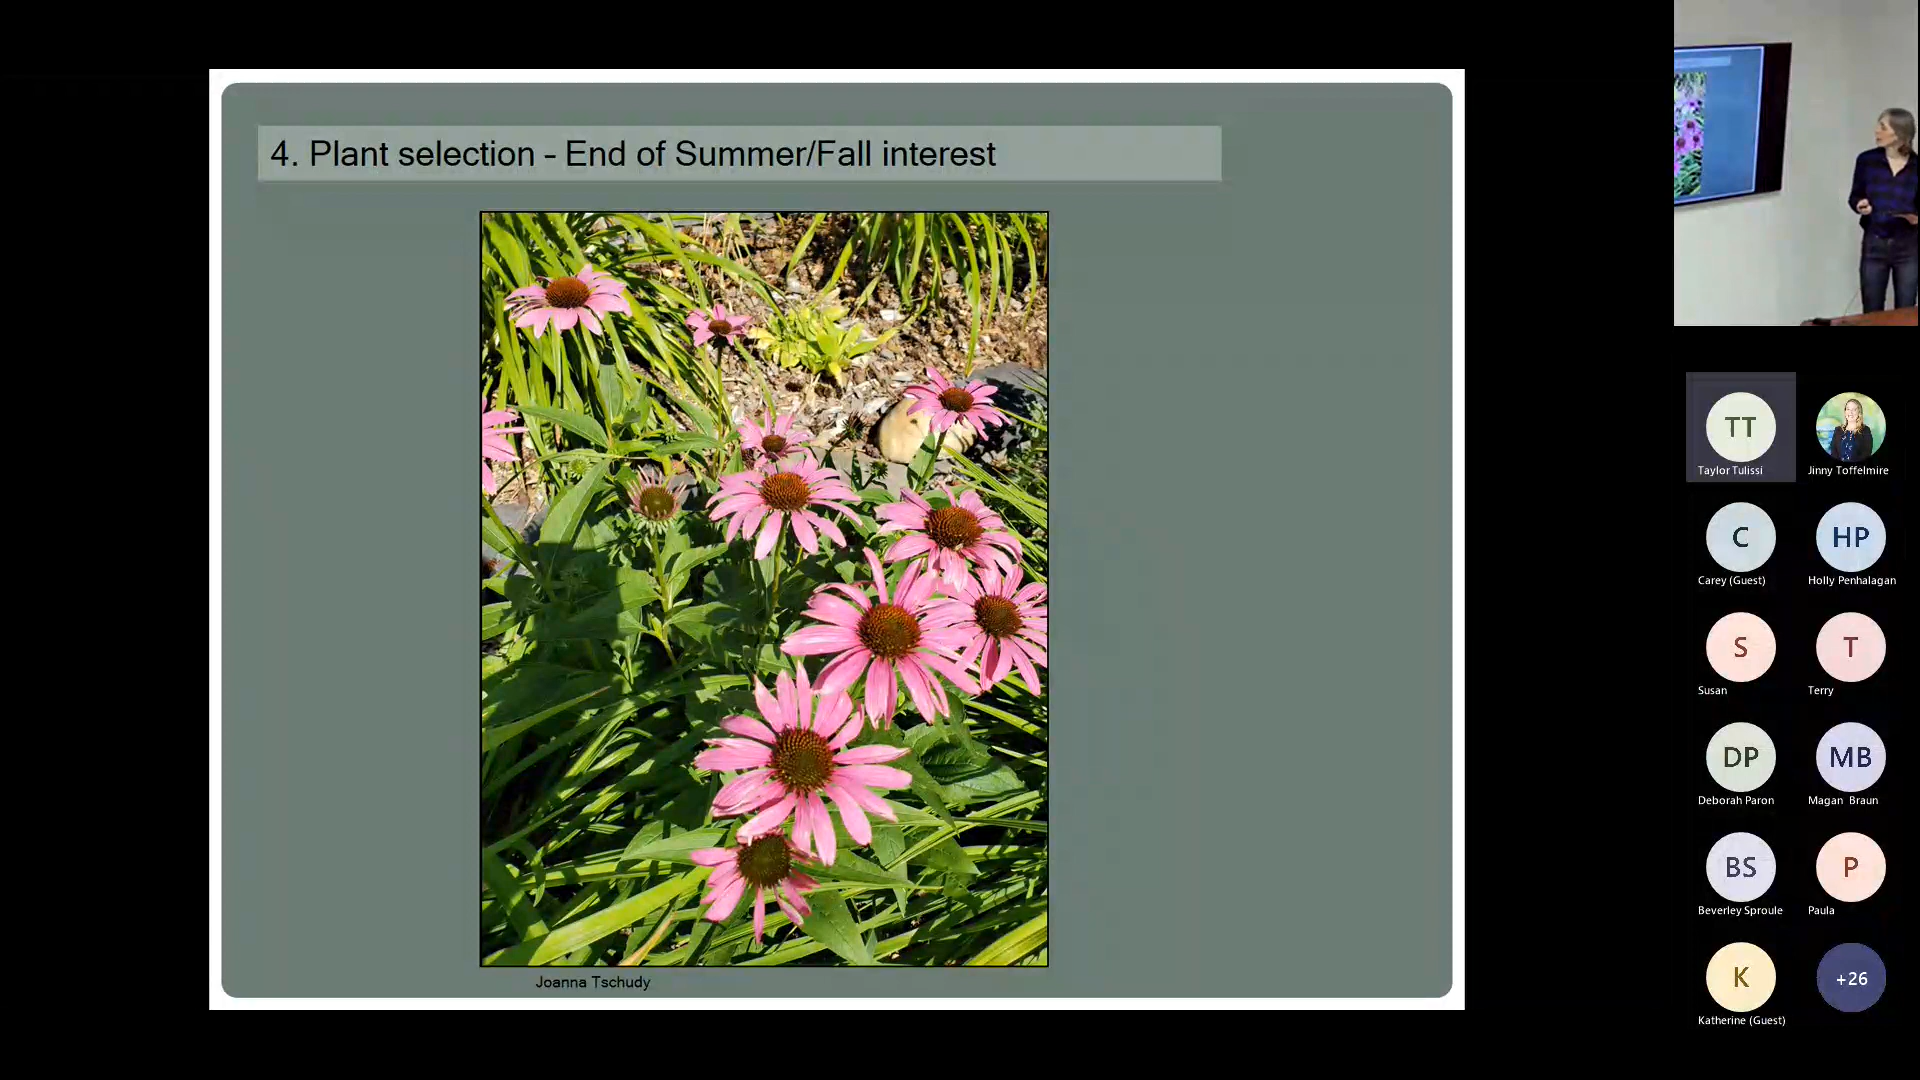 4. Plant selection - End of Summer/Fall interest
Joanna Tschudy
TT
Taylor Tulissi
Jinny Toffelmire
C
Carey (Guest)
HP
Holly Penhalagan
S
Susan
T
Terry
DP
Deborah Paron
MB
Magan Braun
BS
Beverley Sproule
P
Paula
K
Katherine (Guest)
+26